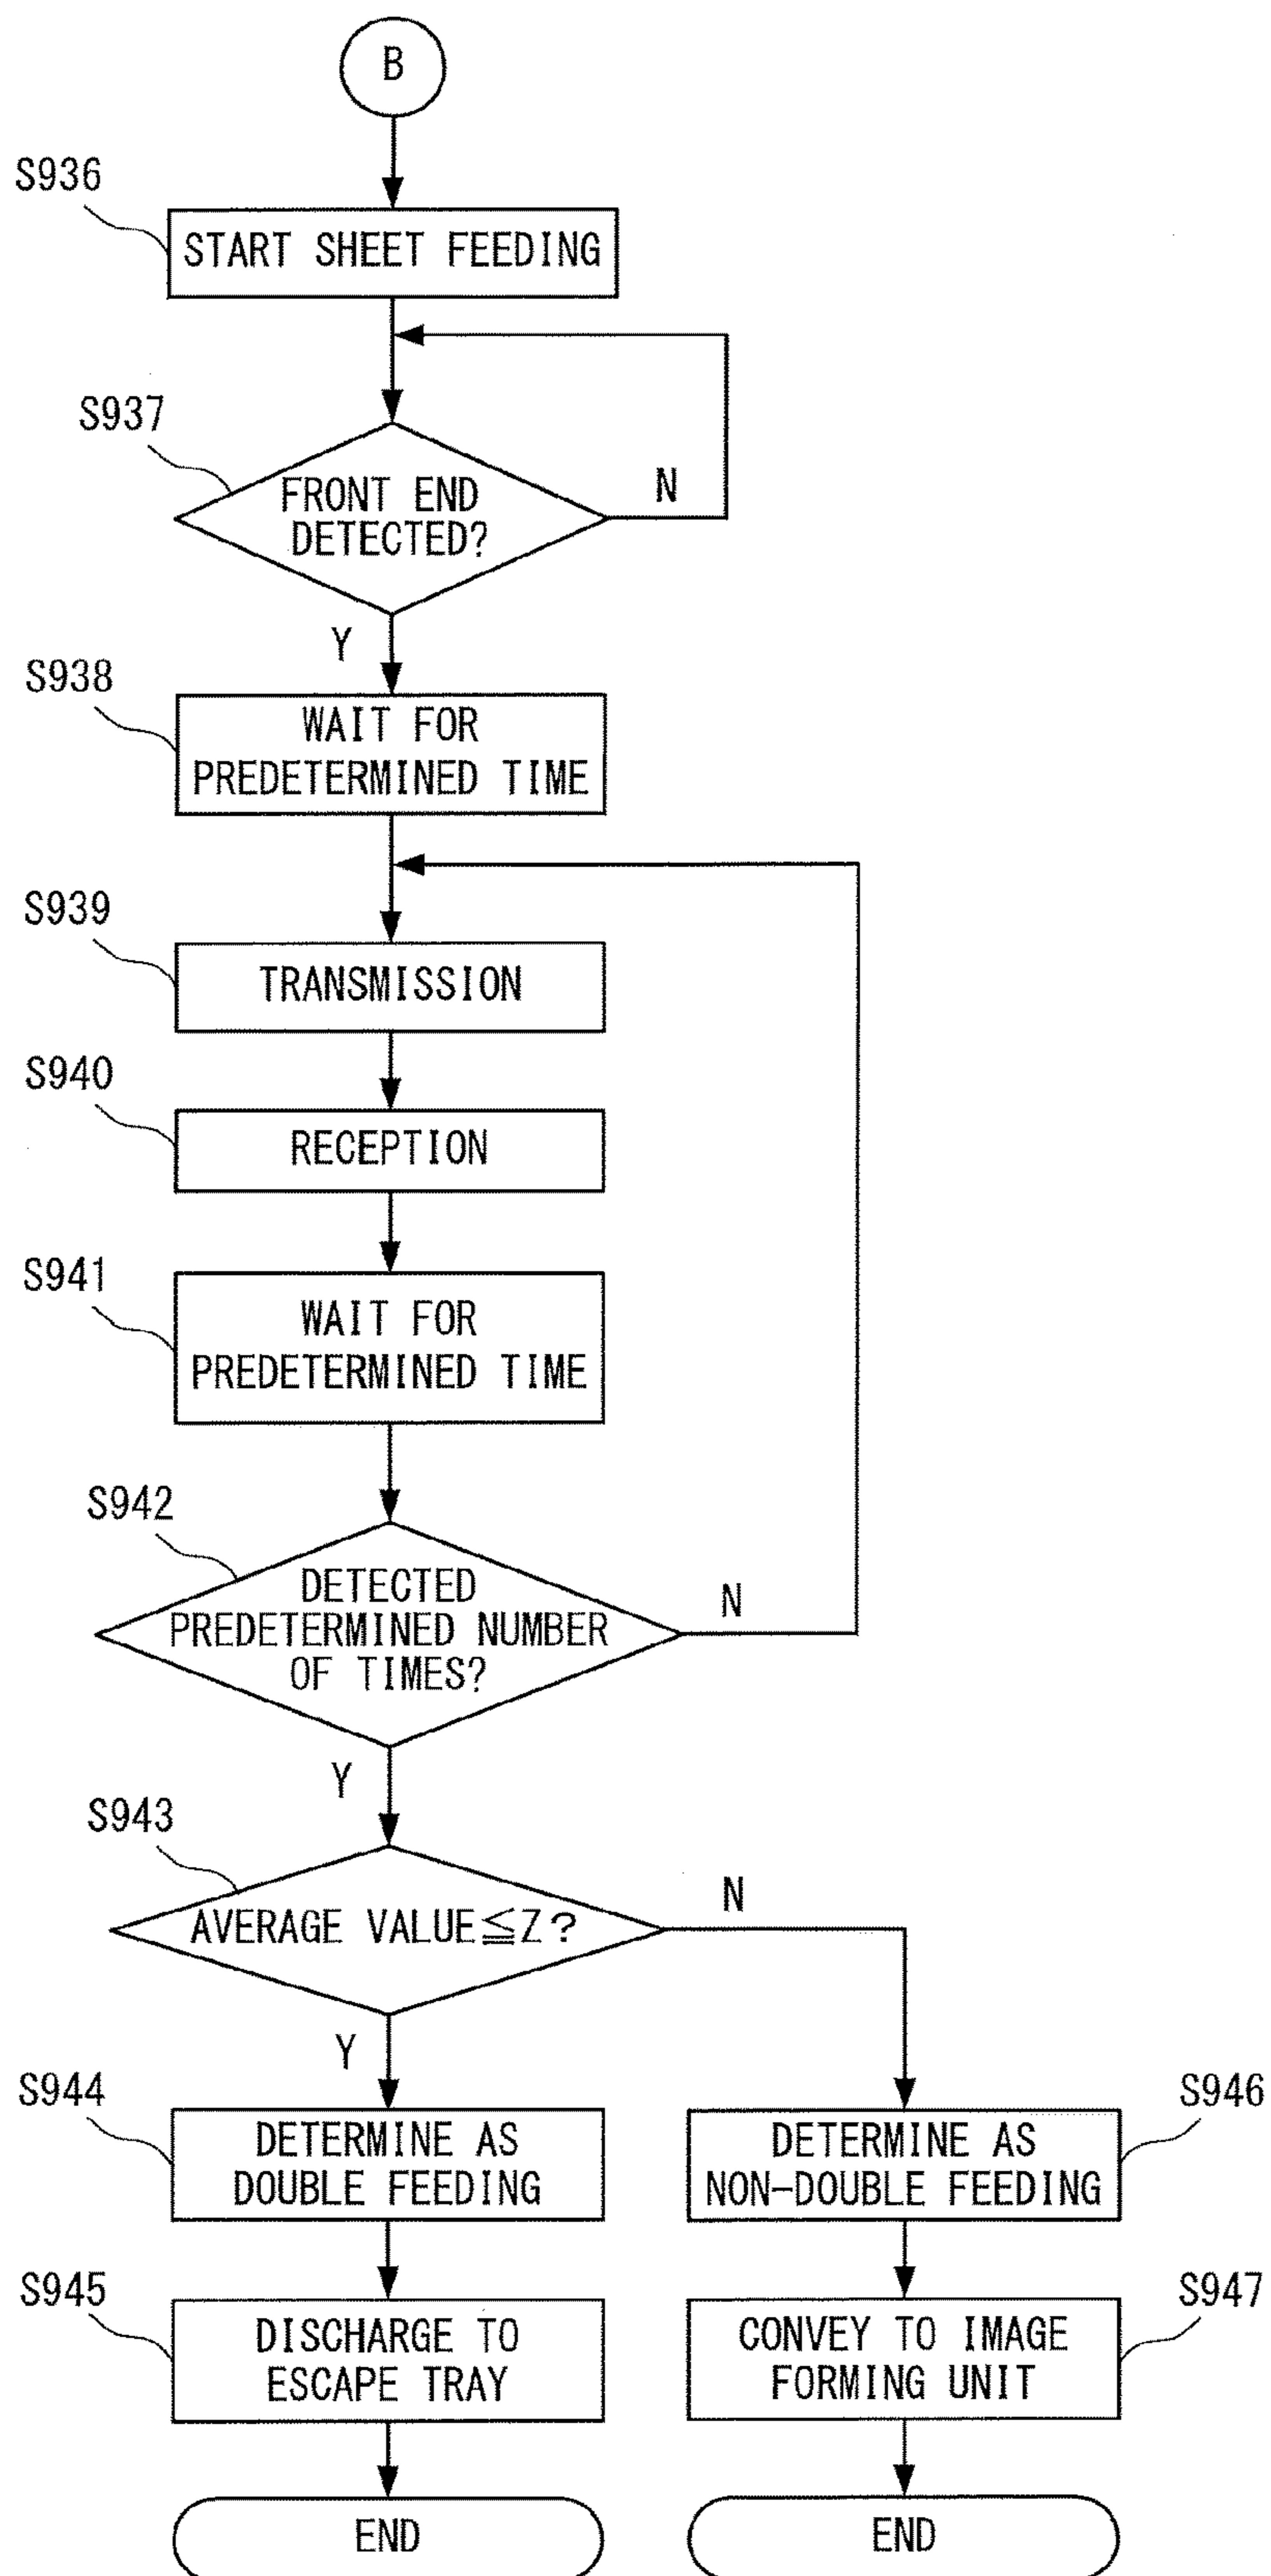 B
S936
START SHEET FEEDING
S937
FRONT END
DETECTED?
N
Y
S938
WAIT FOR
PREDETERMINED TIME
S939
TRANSMISSION
S940
RECEPTION
S941
WAIT FOR
PREDETERMINED TIME
S942
DETECTED
PREDETERMINED NUMBER
OF TIMES?
N
Y
S943
AVERAGE VALUE≦Z?
N
Y
S944
DETERMINE AS
DOUBLE FEEDING
S946
DETERMINE AS
NON-DOUBLE FEEDING
S945
DISCHARGE TO
ESCAPE TRAY
S947
CONVEY TO IMAGE
FORMING UNIT
END
END